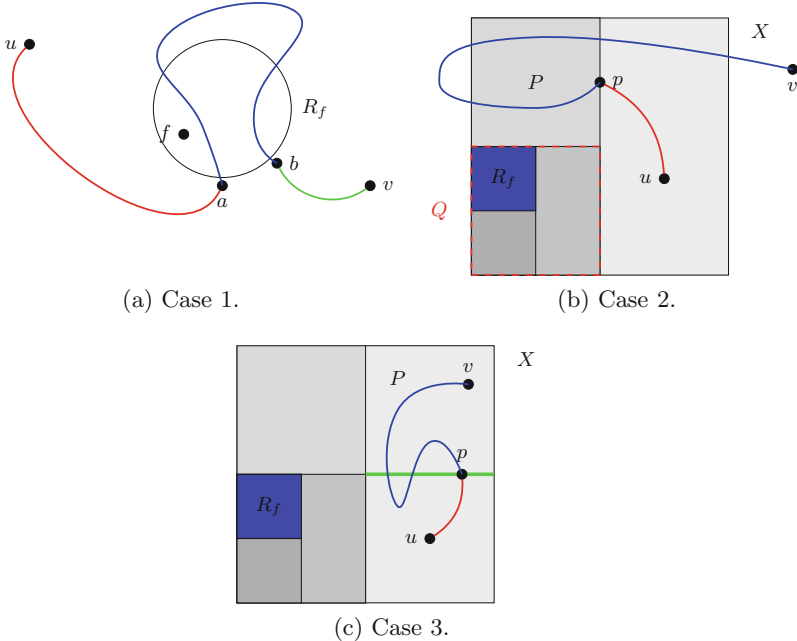 u
R_f
f
b
v
a
(a) Case 1.
X
P
p
v
R_f
u
Q
(b) Case 2.
X
v
P
p
R_f
u
(c) Case 3.